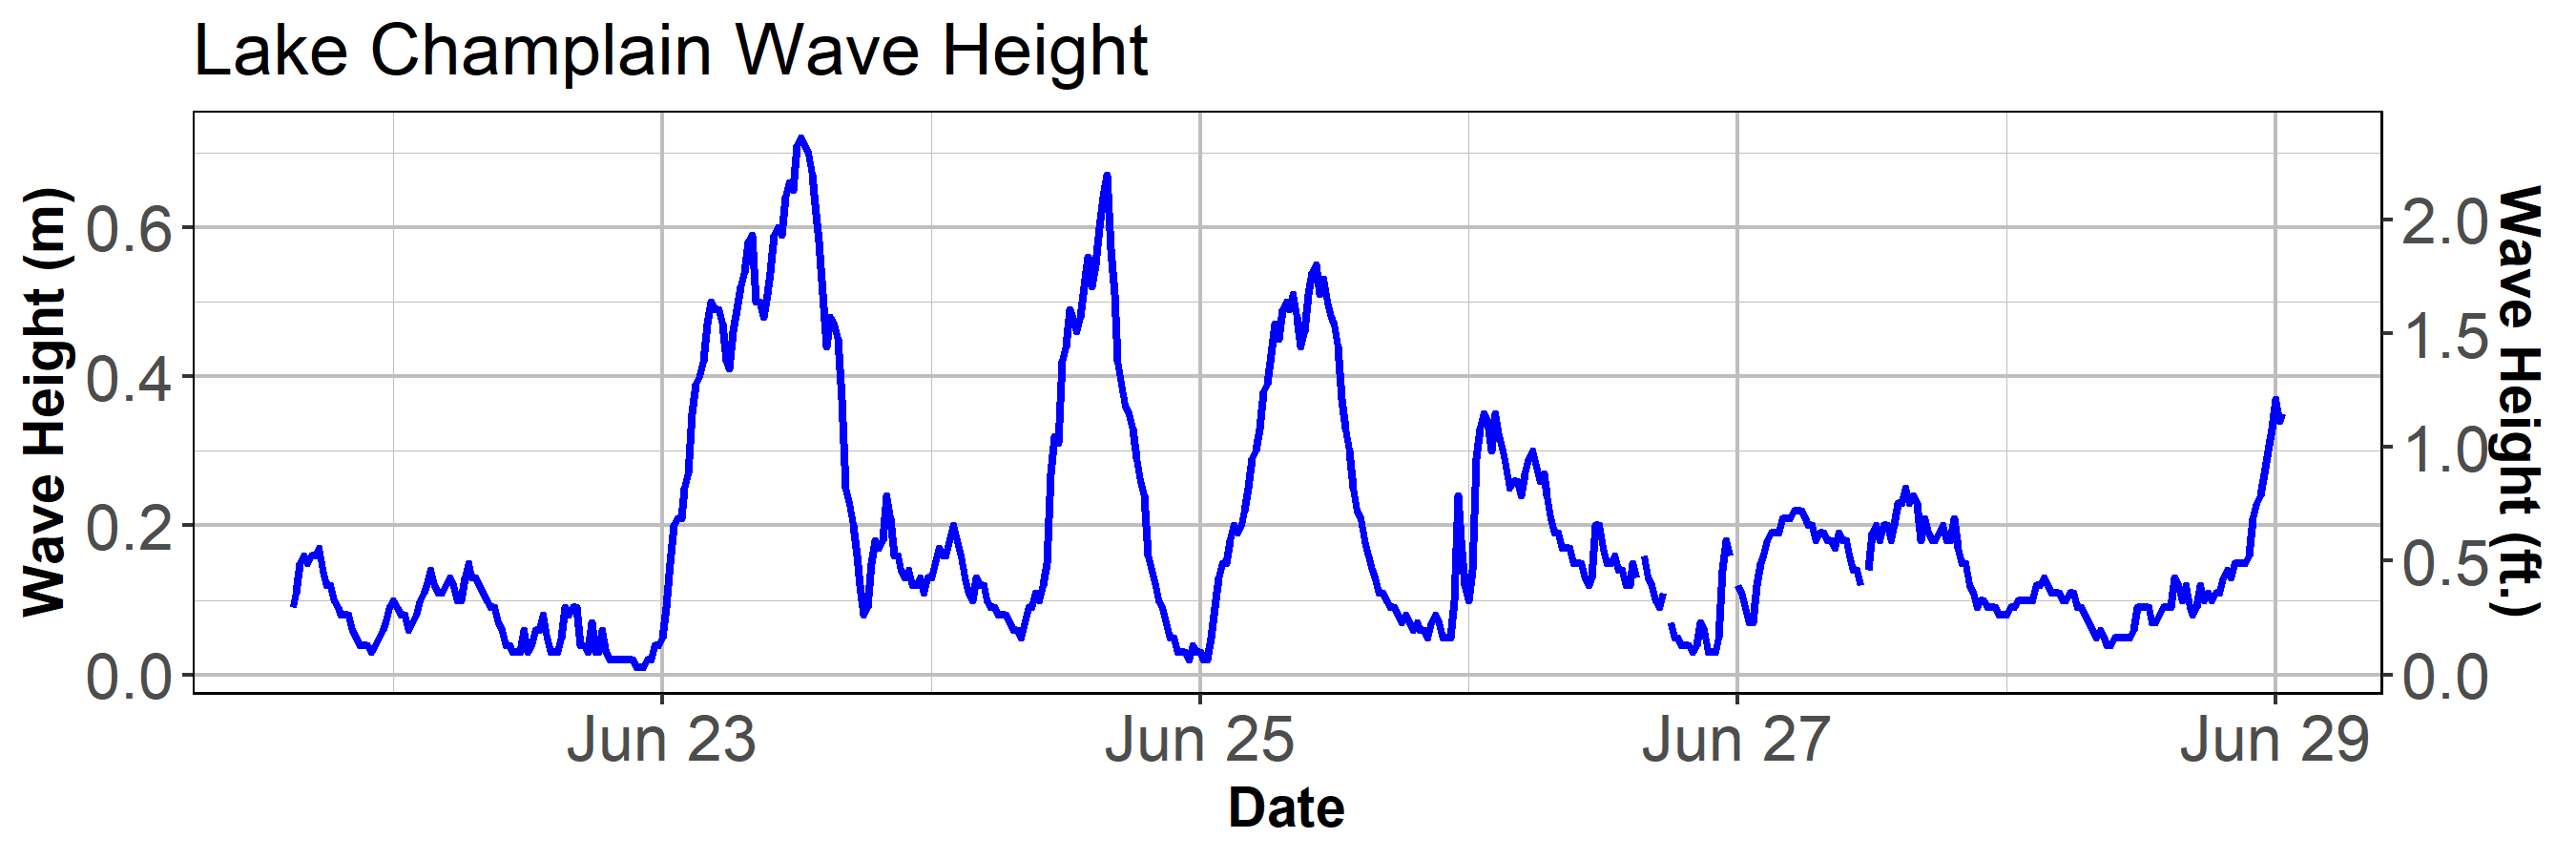 Lake Champlain Wave Height
Wave Height (m)
0.6
0.4
0.2
0.0
2.0
1.5
1.0
0.5
0.0
Wave Height (ft.)
Jun 23
Jun 25
Jun 27
Jun 29
Date